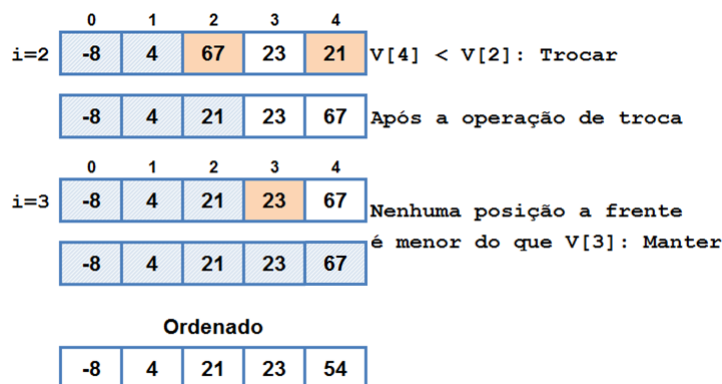 0 1 2 3 4
i=2 -8 4 67 23 21 V[4] < V[2]: Trocar
-8 4 21 23 67 Após a operação de troca
0 1 2 3 4
i=3 -8 4 21 23 67 Nenhuma posição a frente
é menor do que V[3]: Manter
-8 4 21 23 67
Ordenado
-8 4 21 23 54